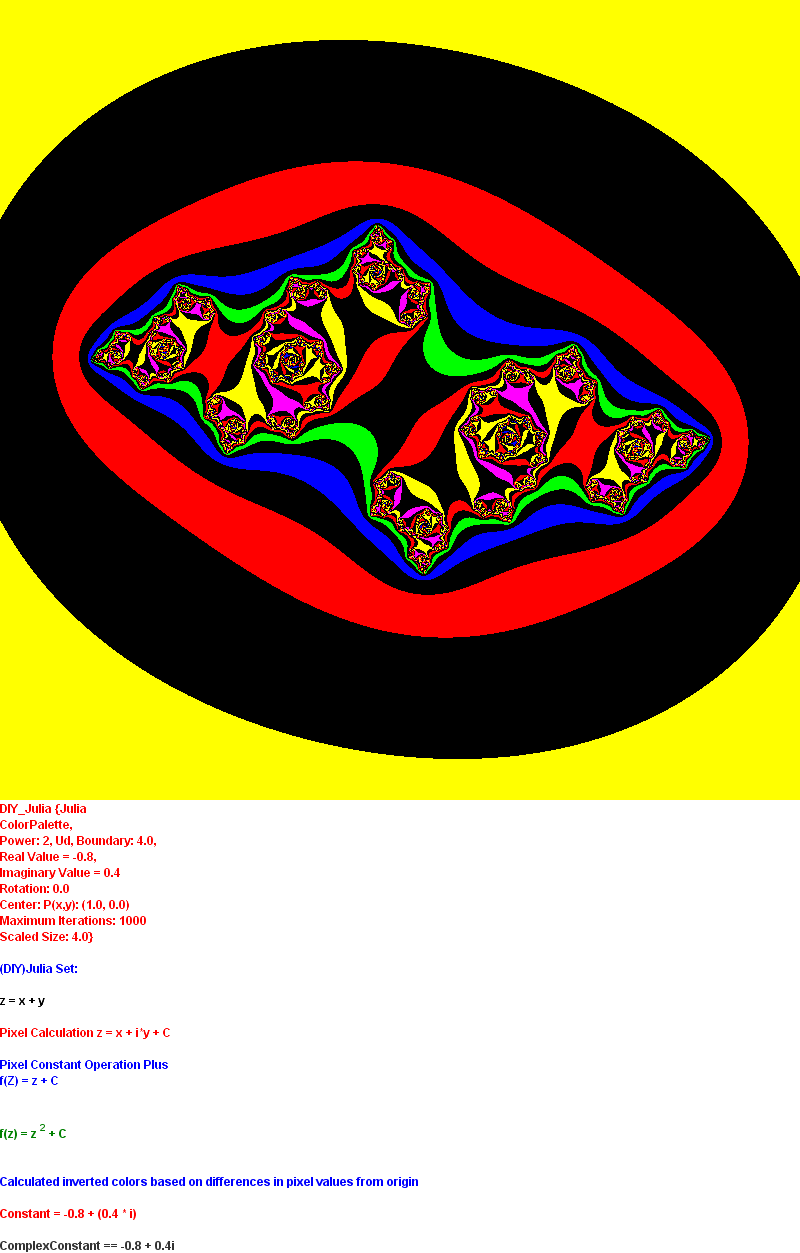 DIY_Julia {Julia
ColorPalette,
Power: 2, Ud, Boundary: 4.0,
Real Value = -0.8,
Imaginary Value = 0.4
Rotation: 0.0
Center: P(x,y): (1.0, 0.0)
Maximum Iterations: 1000
Scaled Size: 4.0}
(DIY)Julia Set:
z = x + y
Pixel Calculation z = x + i*y + C
Pixel Constant Operation Plus
f(Z) = z + C
f(z) = z 2 + C
Calculated inverted colors based on differences in pixel values from origin
Constant = -0.8 + (0.4 * i)
ComplexConstant == -0.8 + 0.4i